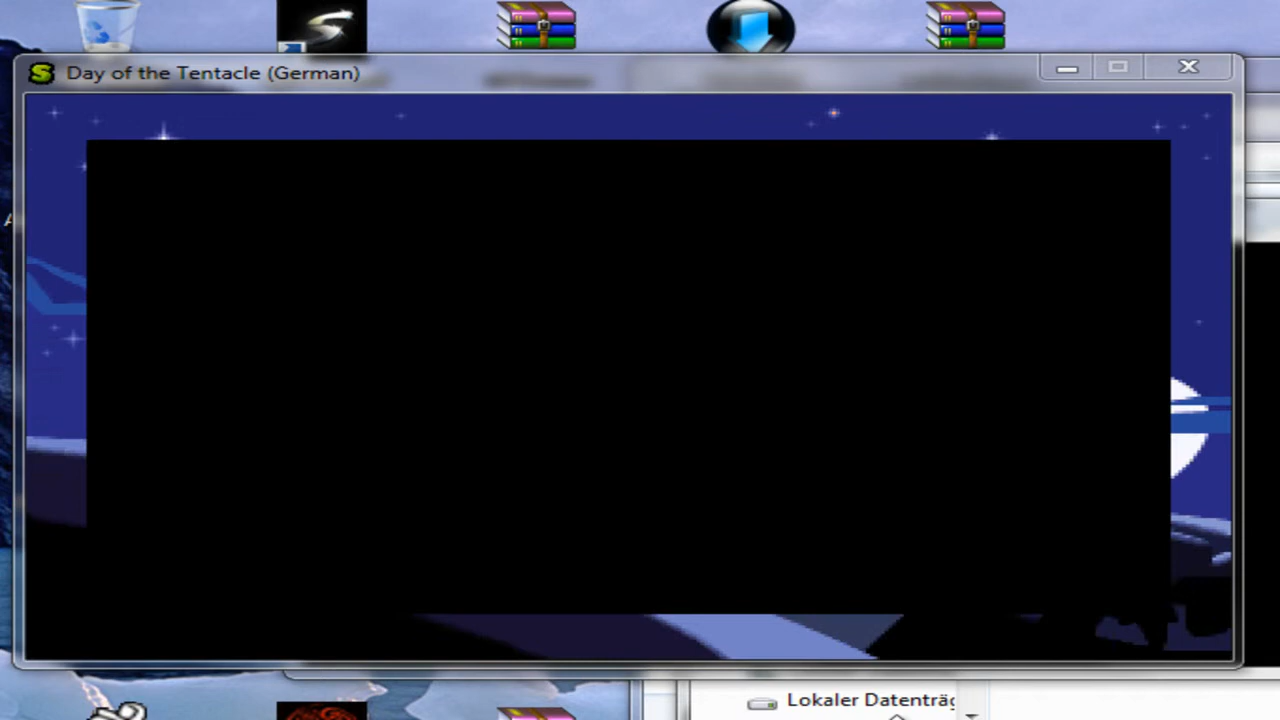 Day of the Tentacle (German)
Lokaler Datenträg